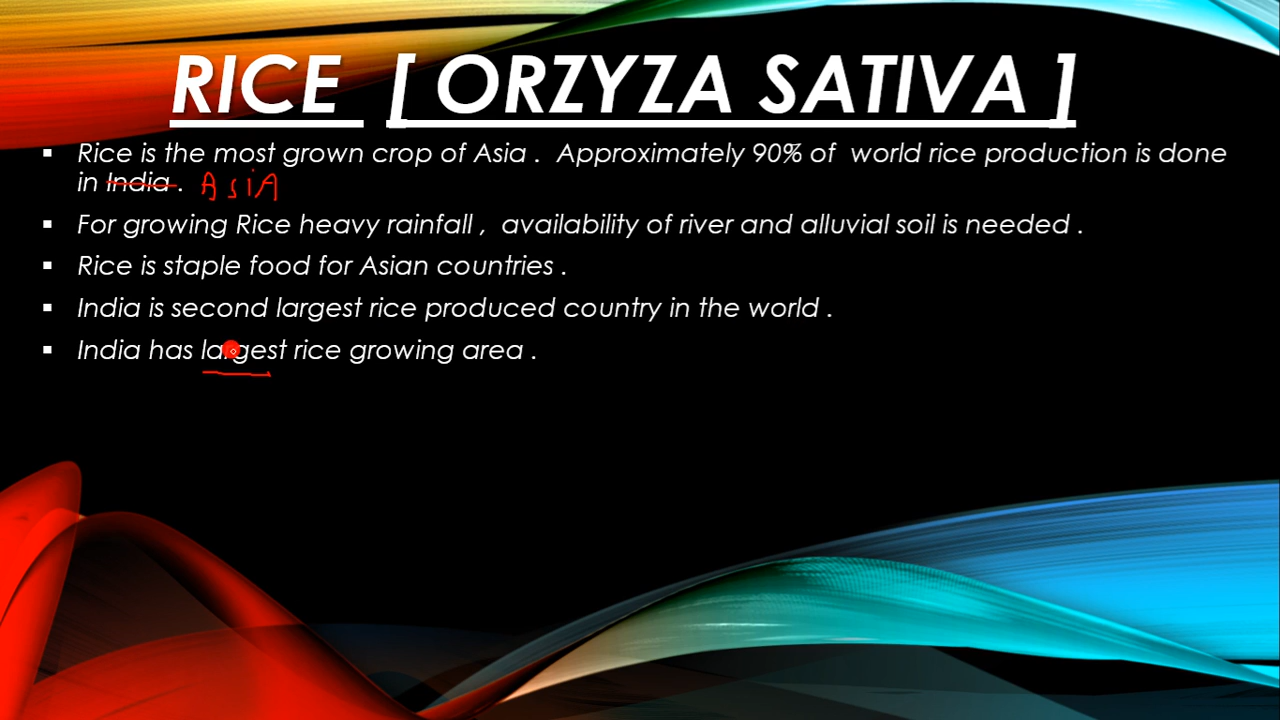 RICE [ ORZYZA SATIVA ]
▪ Rice is the most grown crop of Asia . Approximately 90% of world rice production is done
in India . ASiA
▪ For growing Rice heavy rainfall , availability of river and alluvial soil is needed .
▪ Rice is staple food for Asian countries .
▪ India is second largest rice produced country in the world .
▪ India has largest rice growing area .